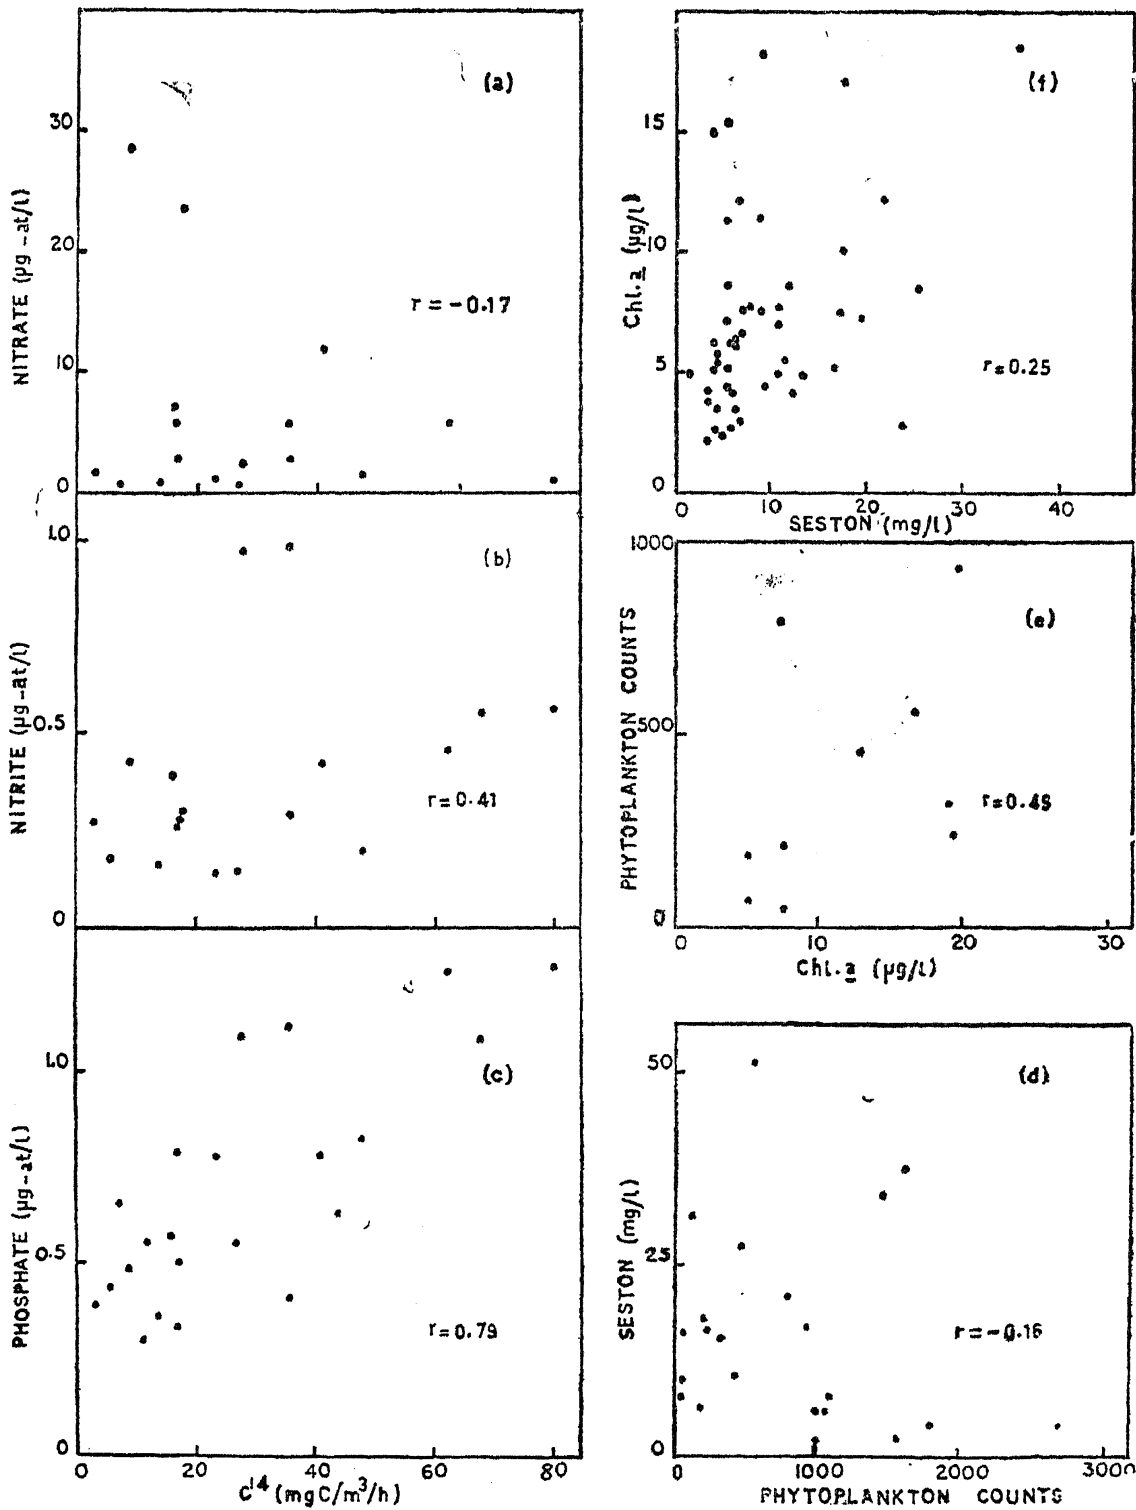 (a)
NITRATE (µg-at/l)
30
20
10
0
r = -0.17
(b)
NITRITE (µg-at/l)
1.0
0.5
0
r = 0.41
(c)
PHOSPHATE (µg-at/l)
1.0
0.5
0
r = 0.79
0 20 40 60 80
C14 (mgC/m3/h)
(f)
Chl. a (µg/l)
15
10
5
0
r = 0.25
0 10 20 30 40
SESTON (mg/l)
(e)
PHYTOPLANKTON COUNTS
1000
500
0
r = 0.45
0 10 20 30
Chl. a (µg/l)
(d)
SESTON (mg/l)
50
25
0
r = -0.16
0 1000 2000 3000
PHYTOPLANKTON COUNTS